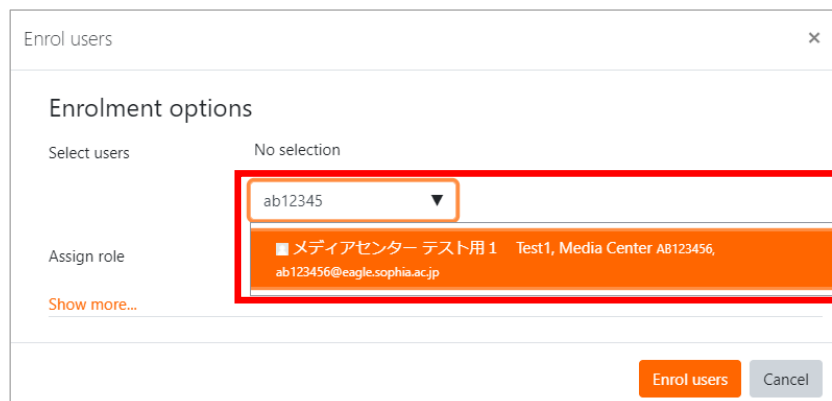 Enrol users ×
Enrolment options
Select users No selection
ab12345 ▼
メディアセンター テスト用１ Test1, Media Center AB123456,
ab123456@eagle.sophia.ac.jp
Assign role
Show more...
Enrol users Cancel